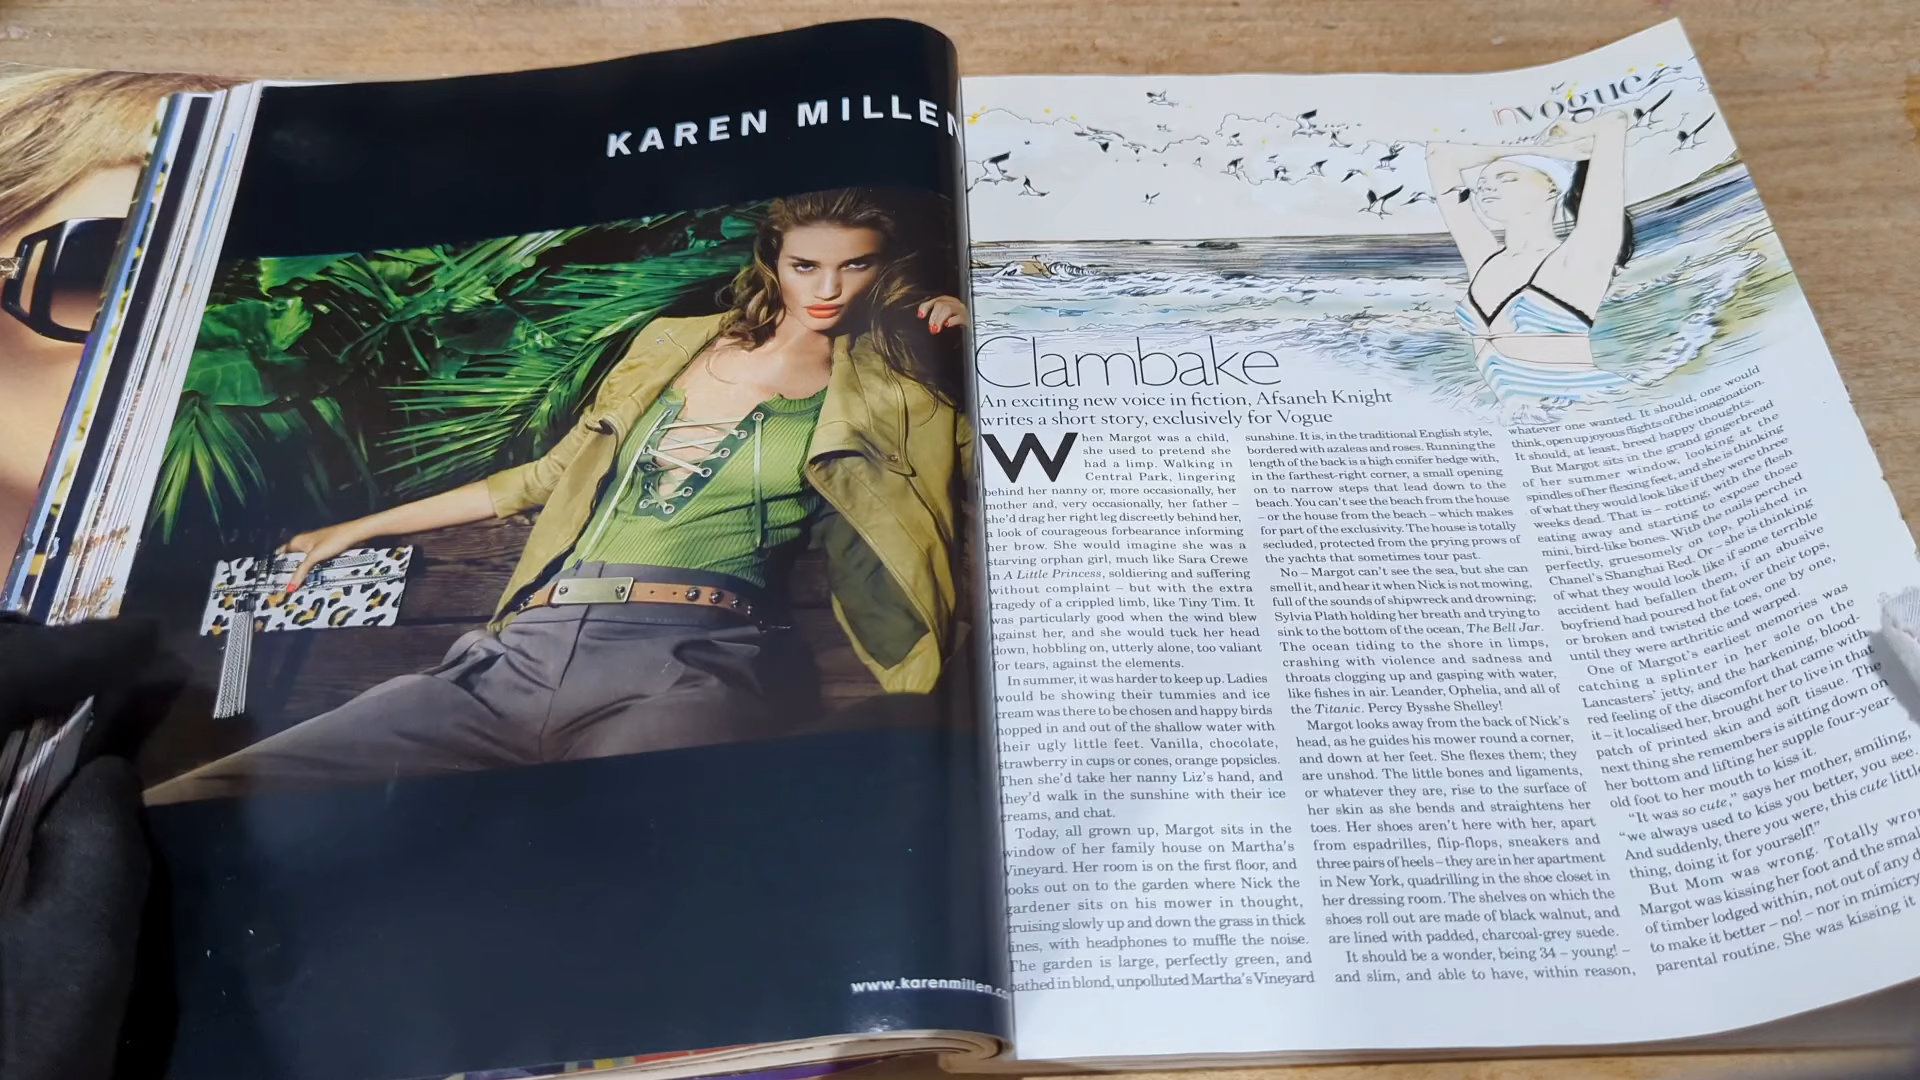 KAREN MILLEN
www.karenmillen.c
invogue
Clambake
An exciting new voice in fiction, Afsaneh Knight
writes a short story, exclusively for Vogue
When Margot was a child,
she used to pretend she
had a limp. Walking in
Central Park, lingering
behind her nanny or, more occasionally, her
mother and, very occasionally, her father –
she'd drag her right leg discreetly behind her,
a look of courageous forbearance informing
her brow. She would imagine she was a
starving orphan girl, much like Sara Crewe
in A Little Princess, soldiering and suffering
without complaint – but with the extra
tragedy of a crippled limb, like Tiny Tim. It
was particularly good when the wind blew
against her, and she would tuck her head
down, hobbling on, utterly alone, too valiant
for tears, against the elements.
In summer, it was harder to keep up. Ladies
would be showing their tummies and ice
cream was there to be chosen and happy birds
hopped in and out of the shallow water with
their ugly little feet. Vanilla, chocolate,
strawberry in cups or cones, orange popsicles.
Then she'd take her nanny Liz's hand, and
they'd walk in the sunshine with their ice
creams, and chat.
Today, all grown up, Margot sits in the
window of her family house on Martha's
Vineyard. Her room is on the first floor, and
looks out on to the garden where Nick the
gardener sits on his mower in thought,
cruising slowly up and down the grass in thick
lines, with headphones to muffle the noise.
The garden is large, perfectly green, and
bathed in blond, unpolluted Martha's Vineyard
sunshine. It is, in the traditional English style,
bordered with azaleas and roses. Running the
length of the back is a high conifer hedge with,
in the farthest-right corner, a small opening
on to narrow steps that lead down to the
beach. You can't see the beach from the house
– or the house from the beach – which makes
for part of the exclusivity. The house is totally
secluded, protected from the prying prows of
the yachts that sometimes tour past.
No – Margot can't see the sea, but she can
smell it, and hear it when Nick is not mowing,
full of the sounds of shipwreck and drowning;
Sylvia Plath holding her breath and trying to
sink to the bottom of the ocean, The Bell Jar.
The ocean tiding to the shore in limps,
crashing with violence and sadness and
throats clogging up and gasping with water,
like fishes in air. Leander, Ophelia, and all of
the Titanic. Percy Bysshe Shelley!
Margot looks away from the back of Nick's
head, as he guides his mower round a corner,
and down at her feet. She flexes them; they
are unshod. The little bones and ligaments,
or whatever they are, rise to the surface of
her skin as she bends and straightens her
toes. Her shoes aren't here with her, apart
from espadrilles, flip-flops, sneakers and
three pairs of heels – they are in her apartment
in New York, quadrilling in the shoe closet in
her dressing room. The shelves on which the
shoes roll out are made of black walnut, and
are lined with padded, charcoal-grey suede.
It should be a wonder, being 34 – young! –
and slim, and able to have, within reason,
whatever one wanted. It should, one would
think, open up joyous flights of the imagination.
It should, at least, breed happy thoughts.
But Margot sits in the grand gingerbread
of her summer window, looking at the
spindles of her flexing feet, and she is thinking
of what they would look like if they were three
weeks dead. That is – rotting, with the flesh
eating away and starting to expose those
mini, bird-like bones. With the nails perched
perfectly, gruesomely on top, polished in
Chanel's Shanghai Red. Or – she is thinking
of what they would look like if some terrible
accident had befallen them, if an abusive
boyfriend had poured hot fat over their tops,
or broken and twisted the toes, one by one,
until they were arthritic and warped.
One of Margot's earliest memories was
catching a splinter in her sole on the
Lancasters' jetty, and the harkening, blood-
red feeling of the discomfort that came with
it – it localised her, brought her to live in that
patch of printed skin and soft tissue. The
next thing she remembers is sitting down on
her bottom and lifting her supple four-year-
old foot to her mouth to kiss it.
"It was so cute," says her mother, smiling,
"we always used to kiss you better, you see.
And suddenly, there you were, this cute little
thing, doing it for yourself!"
But Mom was wrong. Totally
Margot was kissing her foot and the
of timber lodged within, not out of any
to make it better – no! – nor in mimicry
parental routine. She was kissing it